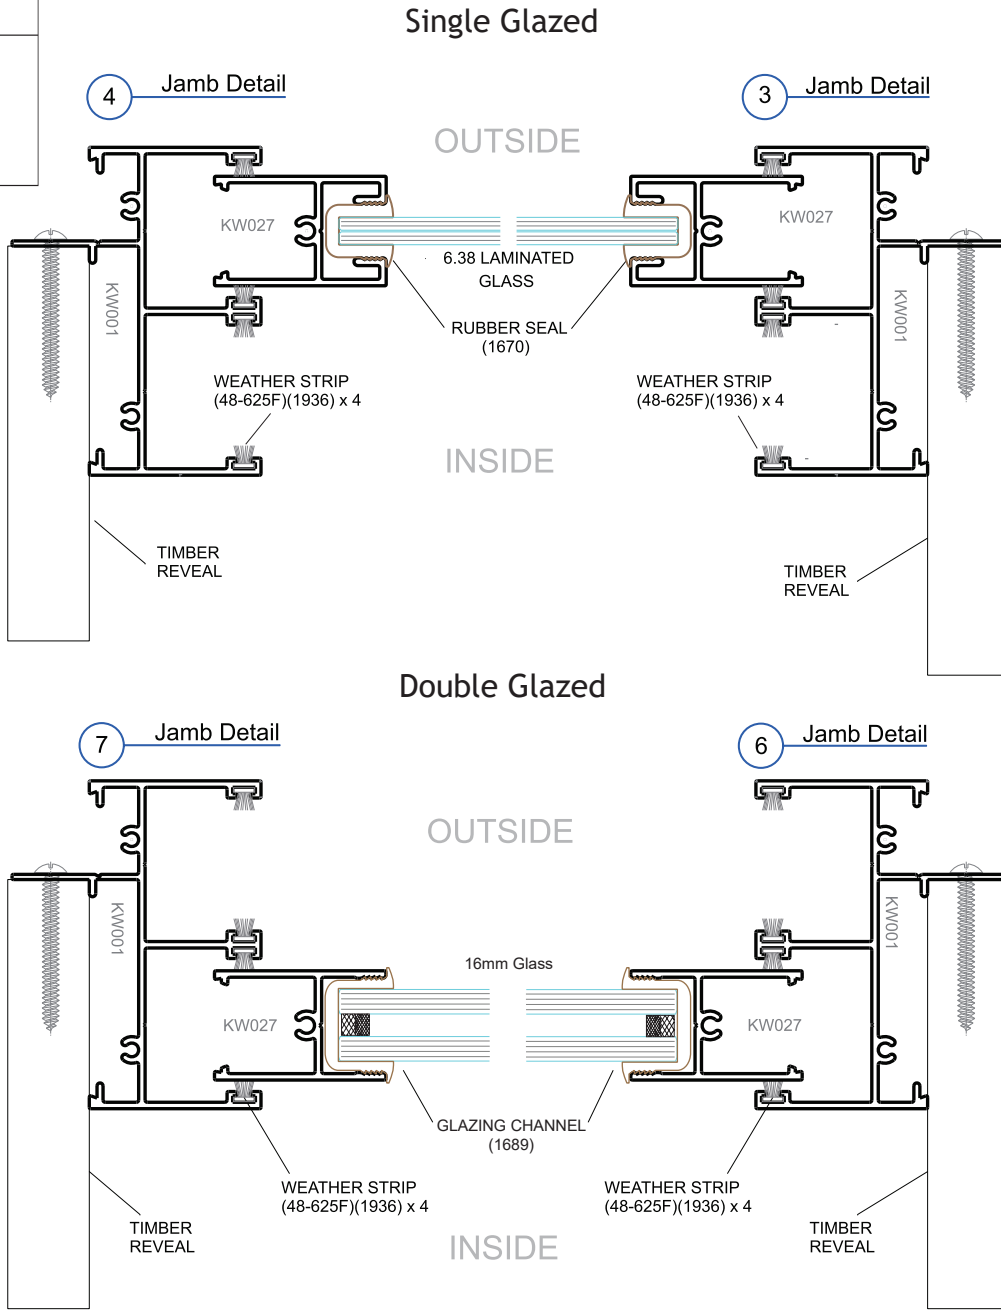 Single Glazed
4 Jamb Detail
3 Jamb Detail
OUTSIDE
KW027
KW027
6.38 LAMINATED
GLASS
KW001
KW001
RUBBER SEAL
(1670)
WEATHER STRIP
(48-625F)(1936) x 4
WEATHER STRIP
(48-625F)(1936) x 4
INSIDE
TIMBER
REVEAL
TIMBER
REVEAL
Double Glazed
7 Jamb Detail
6 Jamb Detail
OUTSIDE
KW001
KW001
16mm Glass
KW027
KW027
GLAZING CHANNEL
(1689)
WEATHER STRIP
(48-625F)(1936) x 4
WEATHER STRIP
(48-625F)(1936) x 4
TIMBER
REVEAL
TIMBER
REVEAL
INSIDE